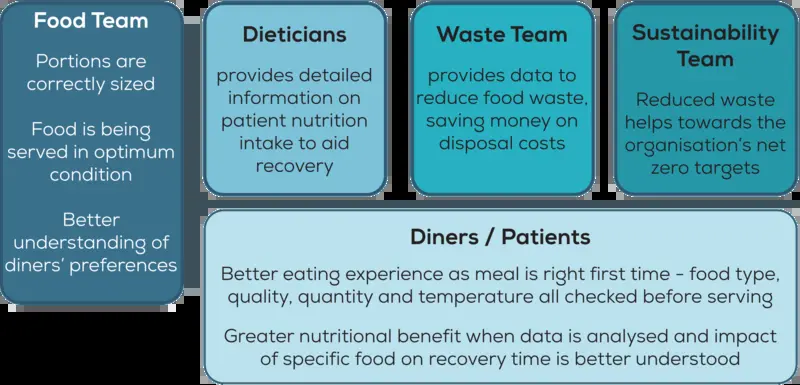 Food Team
Portions are
correctly sized
Food is being
served in optimum
condition
Better
understanding of
diners' preferences
Dieticians
provides detailed
information on
patient nutrition
intake to aid
recovery
Waste Team
provides data to
reduce food waste,
saving money on
disposal costs
Sustainability
Team
Reduced waste
helps towards the
organisation's net
zero targets
Diners / Patients
Better eating experience as meal is right first time - food type,
quality, quantity and temperature all checked before serving
Greater nutritional benefit when data is analysed and impact
of specific food on recovery time is better understood